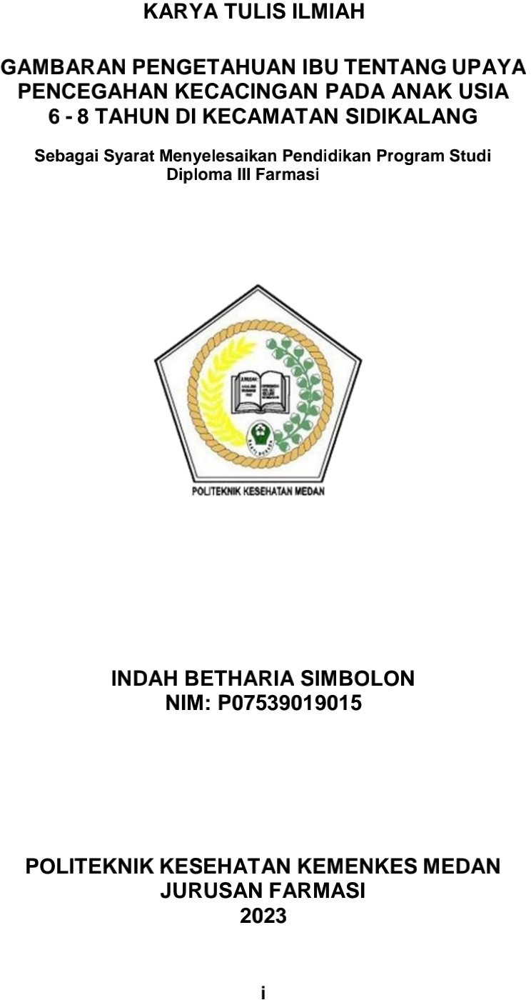 KARYA TULIS ILMIAH
GAMBARAN PENGETAHUAN IBU TENTANG UPAYA
PENCEGAHAN KECACINGAN PADA ANAK USIA
6 - 8 TAHUN DI KECAMATAN SIDIKALANG
Sebagai Syarat Menyelesaikan Pendidikan Program Studi
Diploma III Farmasi
POLITEKNIK KESEHATAN MEDAN
INDAH BETHARIA SIMBOLON
NIM: P07539019015
POLITEKNIK KESEHATAN KEMENKES MEDAN
JURUSAN FARMASI
2023
i